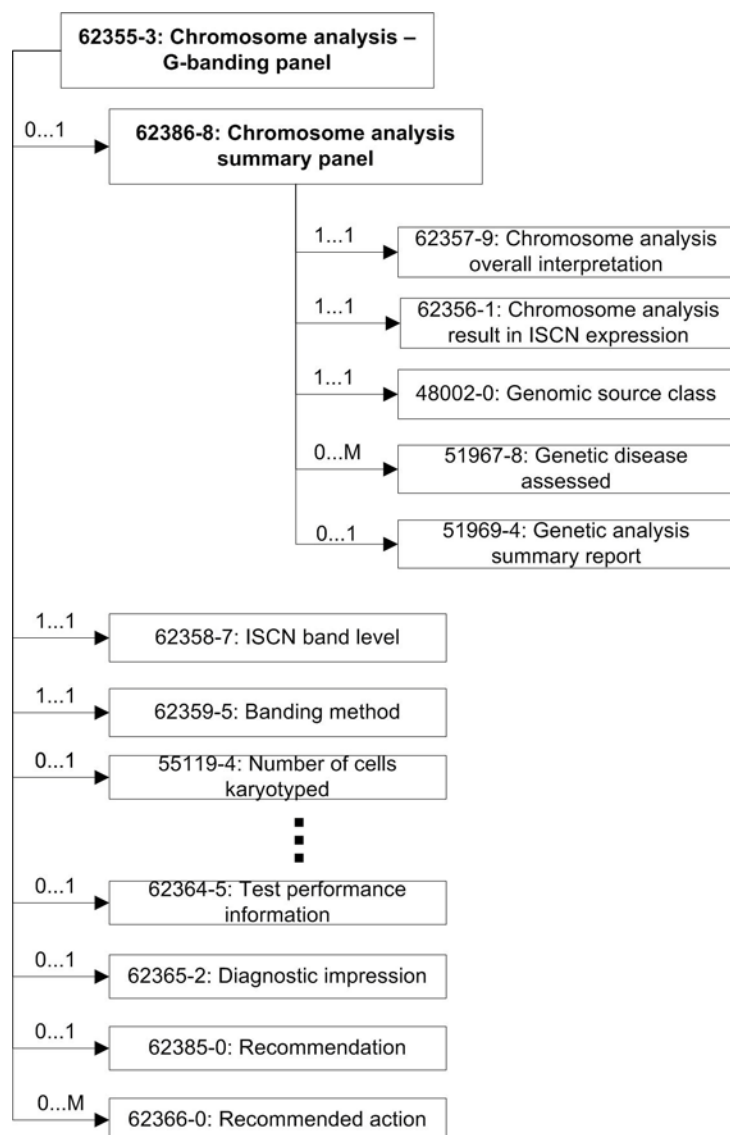 62355-3: Chromosome analysis –
G-banding panel
0...1
62386-8: Chromosome analysis
summary panel
1...1
62357-9: Chromosome analysis
overall interpretation
1...1
62356-1: Chromosome analysis
result in ISCN expression
1...1
48002-0: Genomic source class
0...M
51967-8: Genetic disease
assessed
0...1
51969-4: Genetic analysis
summary report
1...1
62358-7: ISCN band level
1...1
62359-5: Banding method
0...1
55119-4: Number of cells
karyotyped
0...1
62364-5: Test performance
information
0...1
62365-2: Diagnostic impression
0...1
62385-0: Recommendation
0...M
62366-0: Recommended action